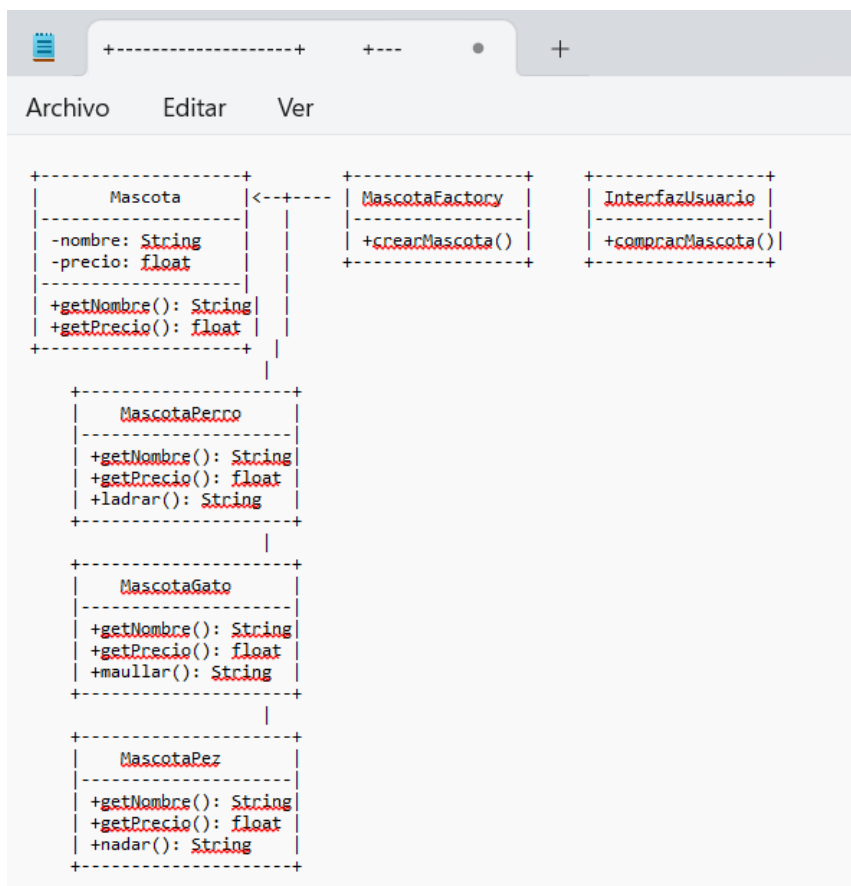 +--------------------+ +---
Archivo Editar Ver
+--------------------+ +-----------------+ +-----------------+
| Mascota |<--+---- | MascotaFactory | | InterfazUsuario |
|--------------------| | |-----------------| |-----------------|
| -nombre: String | | | +crearMascota() | | +comprarMascota()|
| -precio: float | | +-----------------+ +-----------------+
|--------------------| |
| +getNombre(): String| |
| +getPrecio(): float | |
+--------------------+ |
|
+---------------------+
| MascotaPerro |
|---------------------|
| +getNombre(): String|
| +getPrecio(): float |
| +ladrar(): String |
+---------------------+
|
+---------------------+
| MascotaGato |
|---------------------|
| +getNombre(): String|
| +getPrecio(): float |
| +maullar(): String |
+---------------------+
|
+---------------------+
| MascotaPez |
|---------------------|
| +getNombre(): String|
| +getPrecio(): float |
| +nadar(): String |
+---------------------+